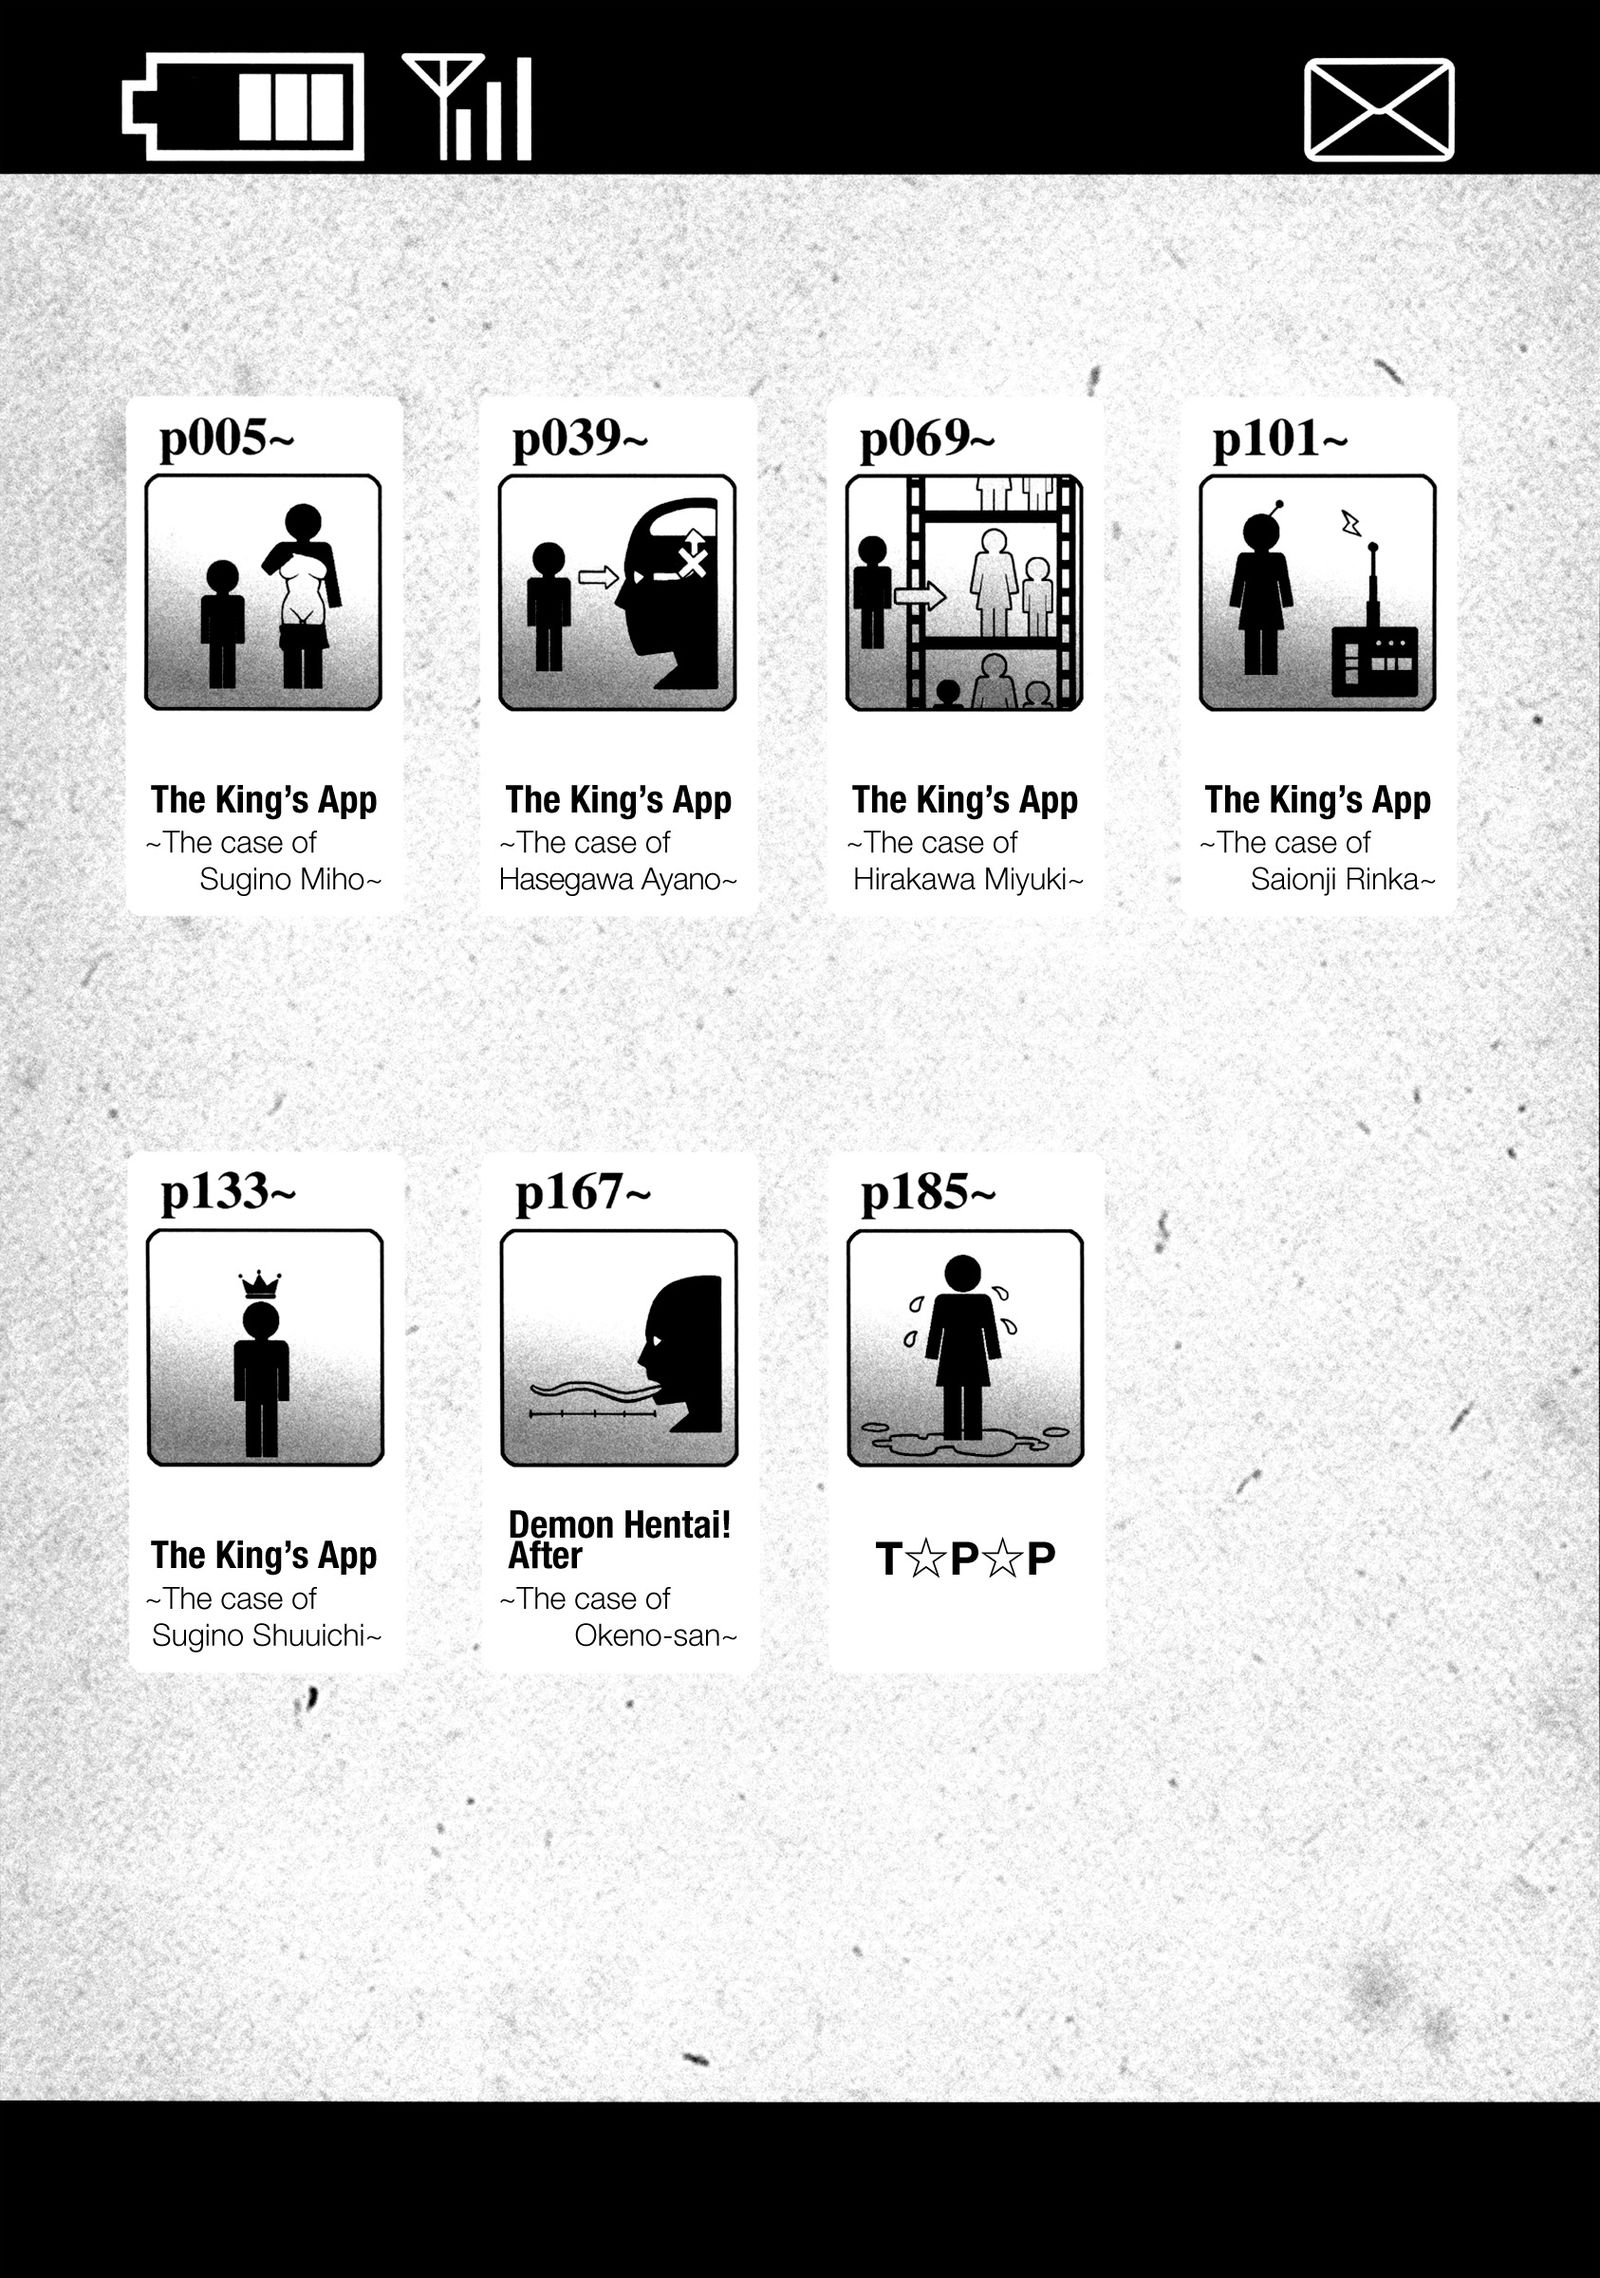 p005~
The King's App
~The case of
Sugino Miho~
p039~
The King's App
~The case of
Hasegawa Ayano~
p069~
The King's App
~The case of
Hirakawa Miyuki~
p101~
The King's App
~The case of
Saionji Rinka~
p133~
The King's App
~The case of
Sugino Shuuichi~
p167~
Demon Hentai!
After
~The case of
Okeno-san~
p185~
T☆P☆P